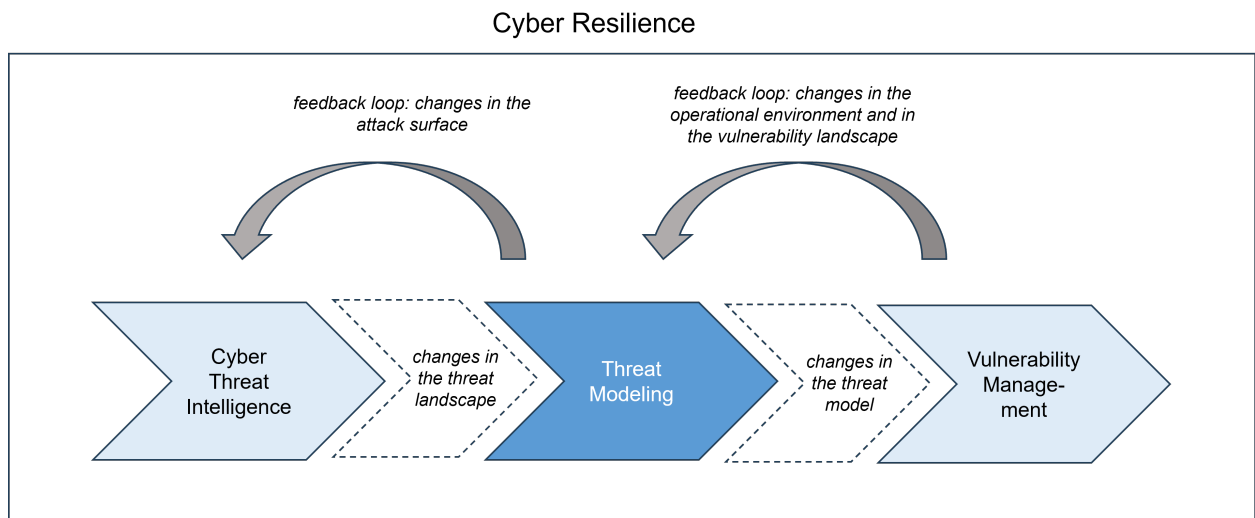 Cyber Resilience
feedback loop: changes in the
attack surface
feedback loop: changes in the
operational environment and in
the vulnerability landscape
Cyber
Threat
Intelligence
changes in
the threat
landscape
Threat
Modeling
changes in
the threat
model
Vulnerability
Manage-
ment